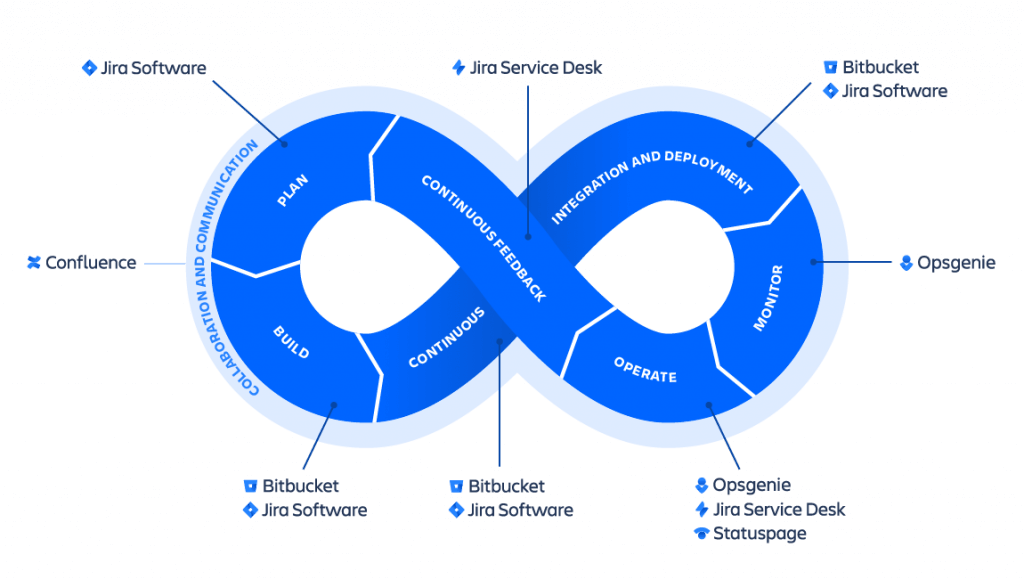 Jira Software
Jira Service Desk
Bitbucket
Jira Software
COLLABORATION AND COMMUNICATION
PLAN
CONTINUOUS FEEDBACK
INTEGRATION AND DEPLOYMENT
Confluence
MONITOR
Opsgenie
BUILD
CONTINUOUS
OPERATE
Bitbucket
Jira Software
Bitbucket
Jira Software
Opsgenie
Jira Service Desk
Statuspage